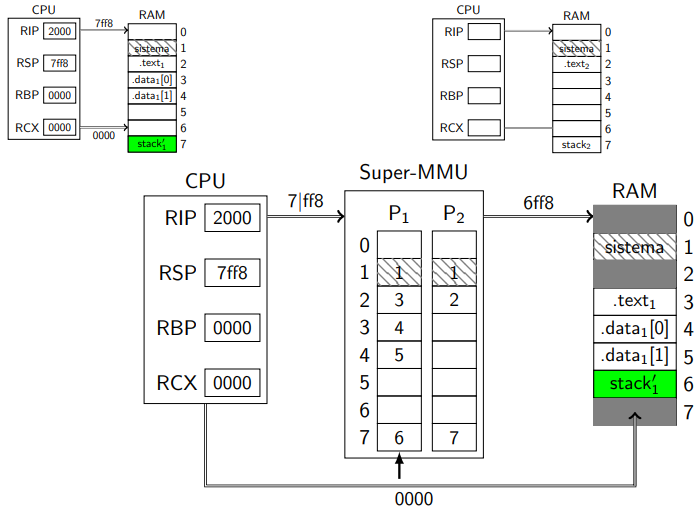 CPU
RAM
RIP 2000
7ff8
0
sistema 1
RSP 7ff8
.text₁ 2
.data₁[0] 3
RBP 0000
.data₁[1] 4
5
RCX 0000
6
0000
stack′₁ 7
CPU
RAM
RIP
0
sistema 1
RSP
.text₂ 2
3
RBP
4
5
RCX
6
stack₂ 7
Super-MMU
CPU
RAM
7|ff8
6ff8
P₁ P₂
RIP 2000
0
0
1 1 1
sistema 1
RSP 7ff8
2 3 2
2
3 4
.text₁ 3
RBP 0000
4 5
.data₁[0] 4
5
.data₁[1] 5
RCX 0000
6
stack′₁ 6
7 6 7
7
0000